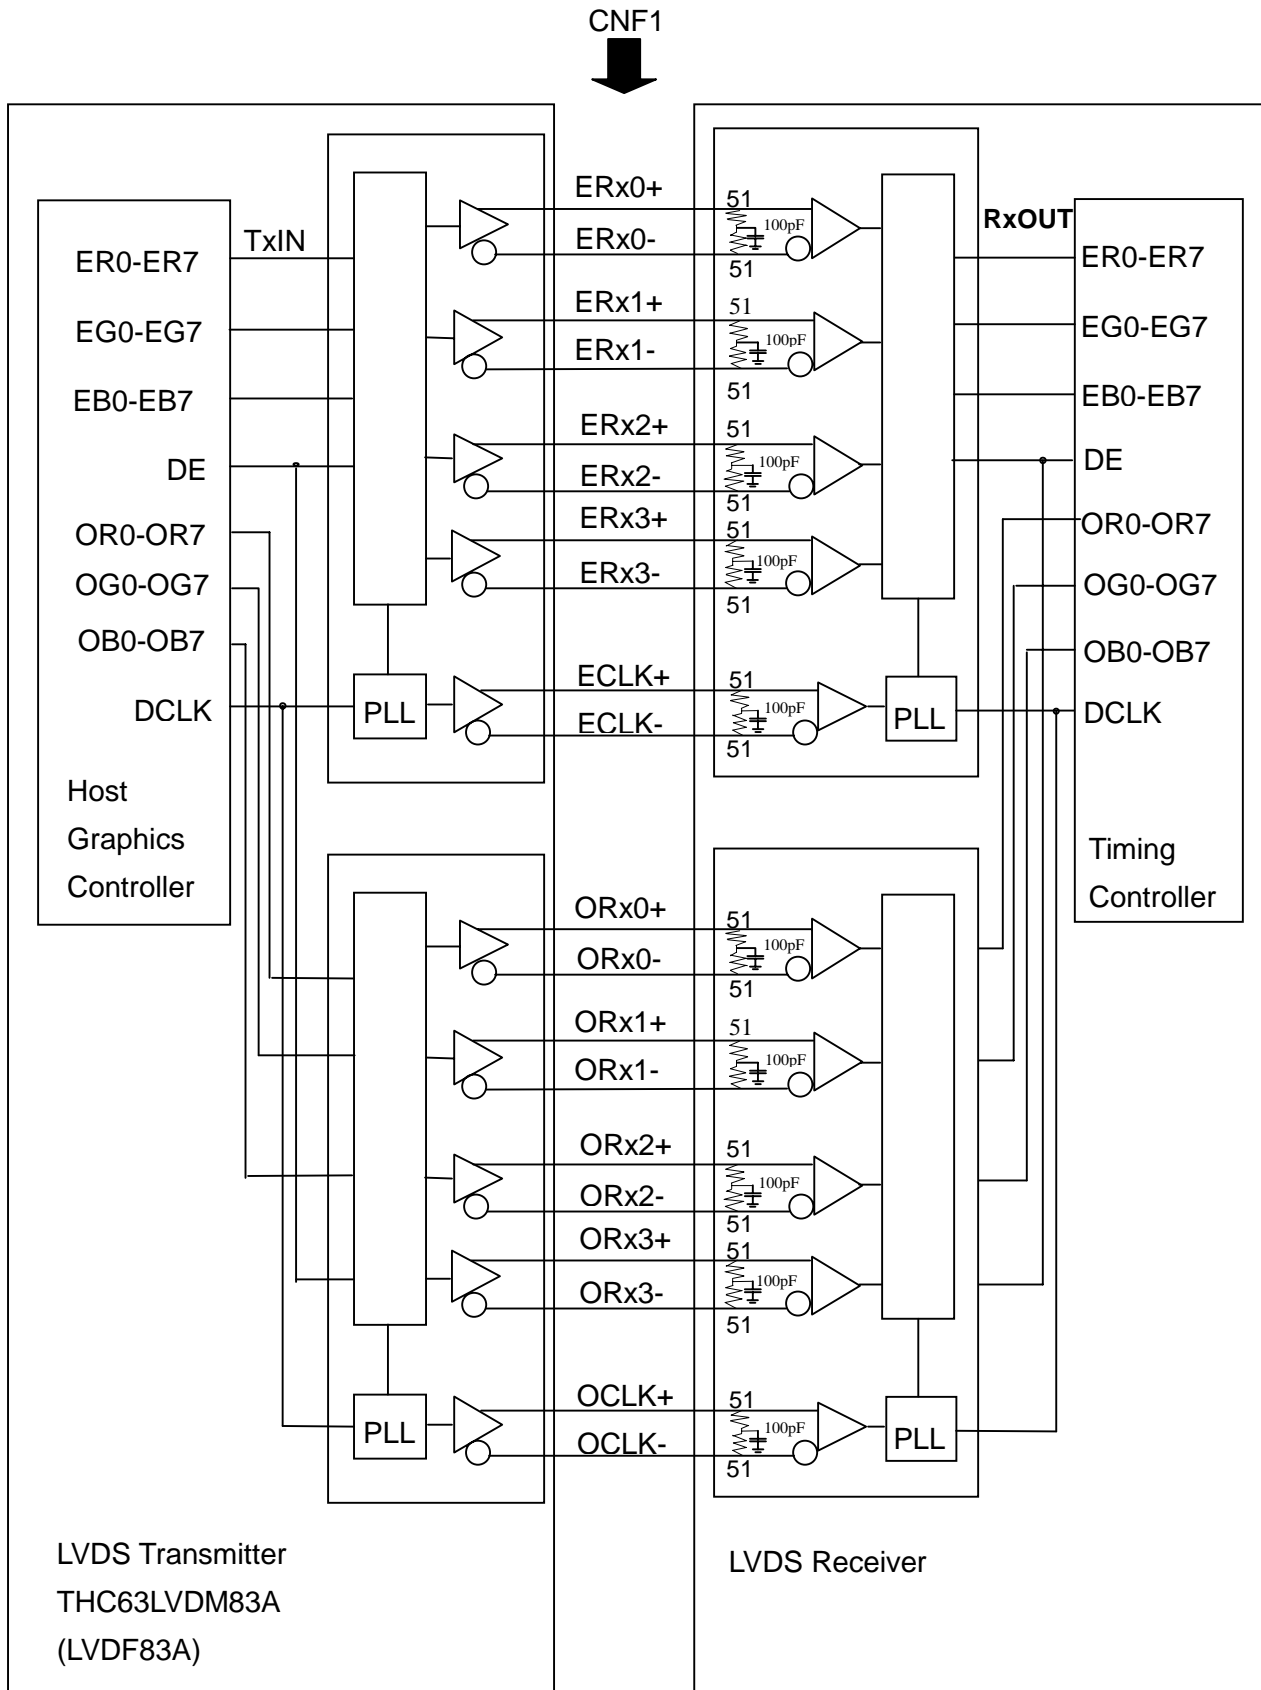 CNF1
TxIN
ER0-ER7
EG0-EG7
EB0-EB7
DE
OR0-OR7
OG0-OG7
OB0-OB7
DCLK
Host
Graphics
Controller
PLL
ERx0+
ERx0-
ERx1+
ERx1-
ERx2+
ERx2-
ERx3+
ERx3-
ECLK+
ECLK-
51
100pF
51
51
100pF
51
51
100pF
51
51
100pF
51
51
100pF
51
PLL
RxOUT
ER0-ER7
EG0-EG7
EB0-EB7
DE
OR0-OR7
OG0-OG7
OB0-OB7
DCLK
Timing
Controller
PLL
ORx0+
ORx0-
ORx1+
ORx1-
ORx2+
ORx2-
ORx3+
ORx3-
OCLK+
OCLK-
51
100pF
51
51
100pF
51
51
100pF
51
51
100pF
51
51
100pF
51
PLL
LVDS Transmitter
THC63LVDM83A
(LVDF83A)
LVDS Receiver